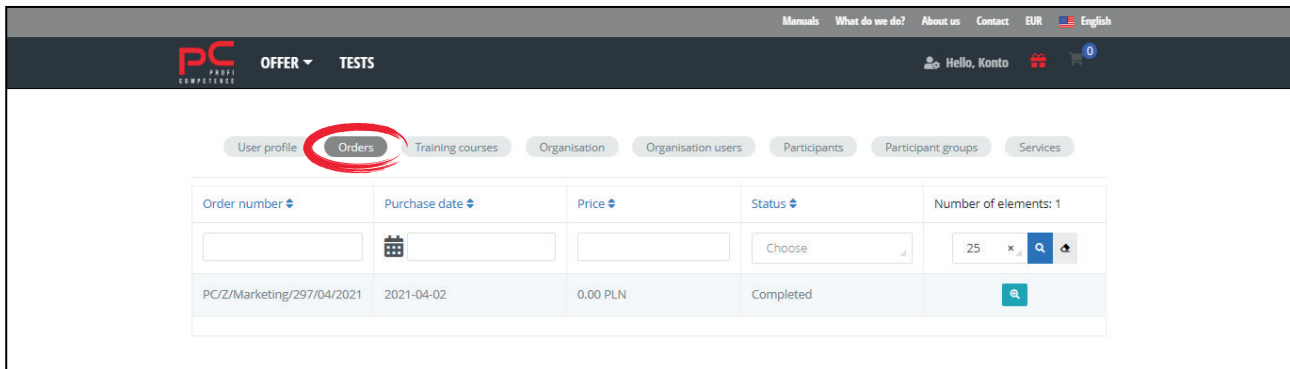 Manuals What do we do? About us Contact EUR English
PC PROFI COMPETENCE OFFER TESTS Hello, Konto 0
User profile Orders Training courses Organisation Organisation users Participants Participant groups Services
Order number Purchase date Price Status Number of elements: 1
Choose 25 ×
PC/Z/Marketing/297/04/2021 2021-04-02 0.00 PLN Completed